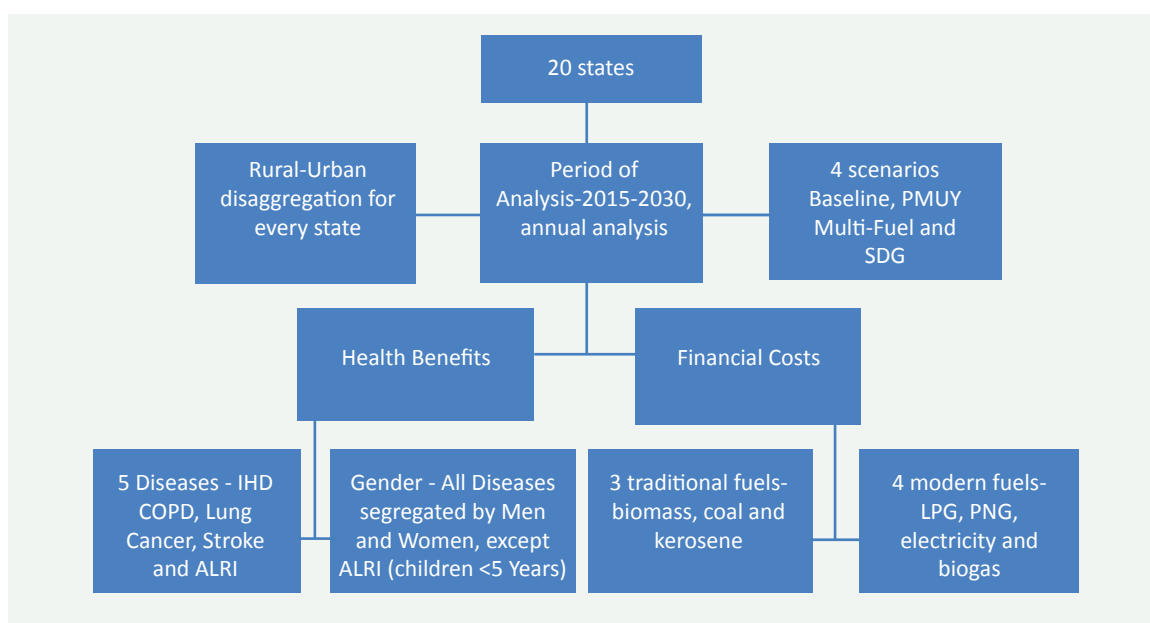 20 states
Rural-Urban
disaggregation for
every state
Period of
Analysis-2015-2030,
annual analysis
4 scenarios
Baseline, PMUY
Multi-Fuel and
SDG
Health Benefits
Financial Costs
5 Diseases - IHD
COPD, Lung
Cancer, Stroke
and ALRI
Gender - All Diseases
segregated by Men
and Women, except
ALRI (children <5 Years)
3 traditional fuels-
biomass, coal and
kerosene
4 modern fuels-
LPG, PNG,
electricity and
biogas